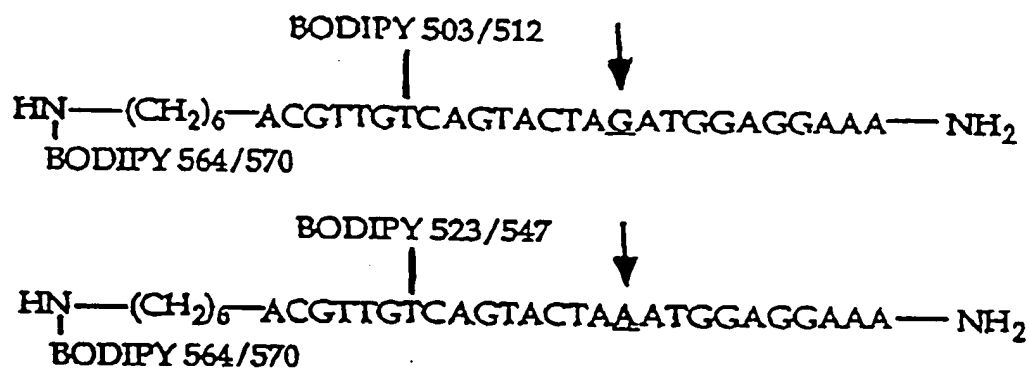 BODIPY 503/512
HN—(CH2)6—ACGTTGTCAGTACTAGATGGAGGAAA—NH2
BODIPY 564/570
BODIPY 523/547
HN—(CH2)6—ACGTTGTCAGTACTAAATGGAGGAAA—NH2
BODIPY 564/570